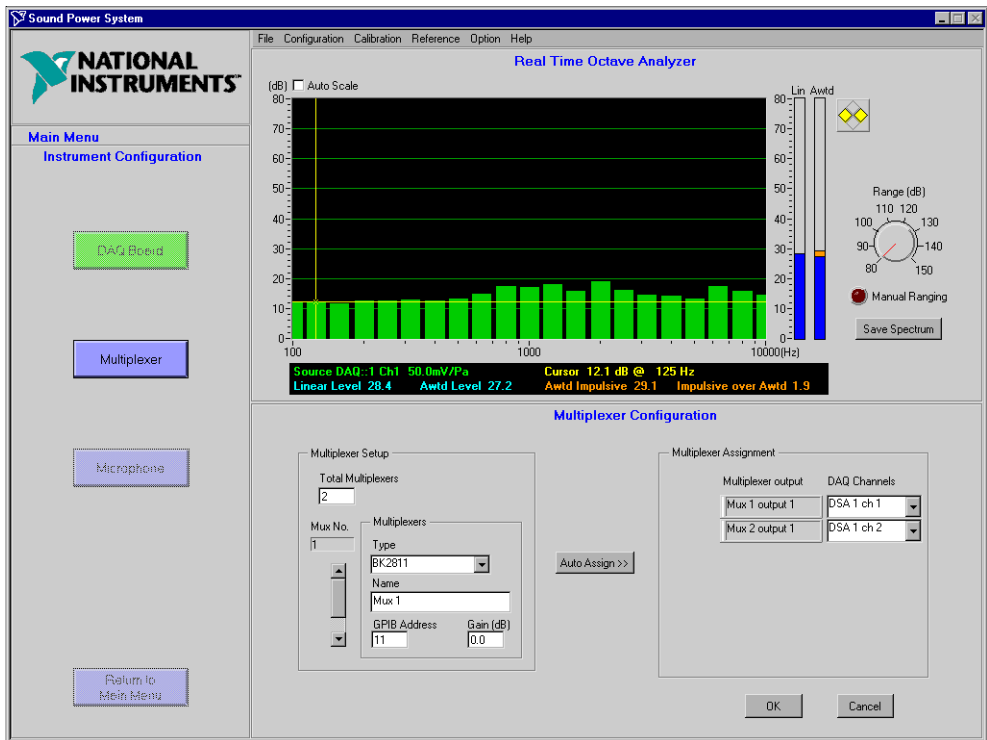 Sound Power System
NATIONAL
INSTRUMENTS™
Main Menu
Instrument Configuration
DAQ Board
Multiplexer
Microphone
Return to
Main Menu
File Configuration Calibration Reference Option Help
Real Time Octave Analyzer
(dB) Auto Scale
80
70
60
50
40
30
20
10
0
100 1000 10000(Hz)
Lin Awtd
80
70
60
50
40
30
20
10
0
Range (dB)
110 120
100 130
90 140
80 150
Manual Ranging
Save Spectrum
Source DAQ::1 Ch1 50.0mV/Pa Cursor 12.1 dB @ 125 Hz
Linear Level 28.4 Awtd Level 27.2 Awtd Impulsive 29.1 Impulsive over Awtd 1.9
Multiplexer Configuration
Multiplexer Setup
Total Multiplexers
2
Mux No.
1
Multiplexers
Type
BK2811
Name
Mux 1
GPIB Address Gain (dB)
11 0.0
Auto Assign >>
Multiplexer Assignment
Multiplexer output DAQ Channels
Mux 1 output 1 DSA 1 ch 1
Mux 2 output 1 DSA 1 ch 2
OK Cancel